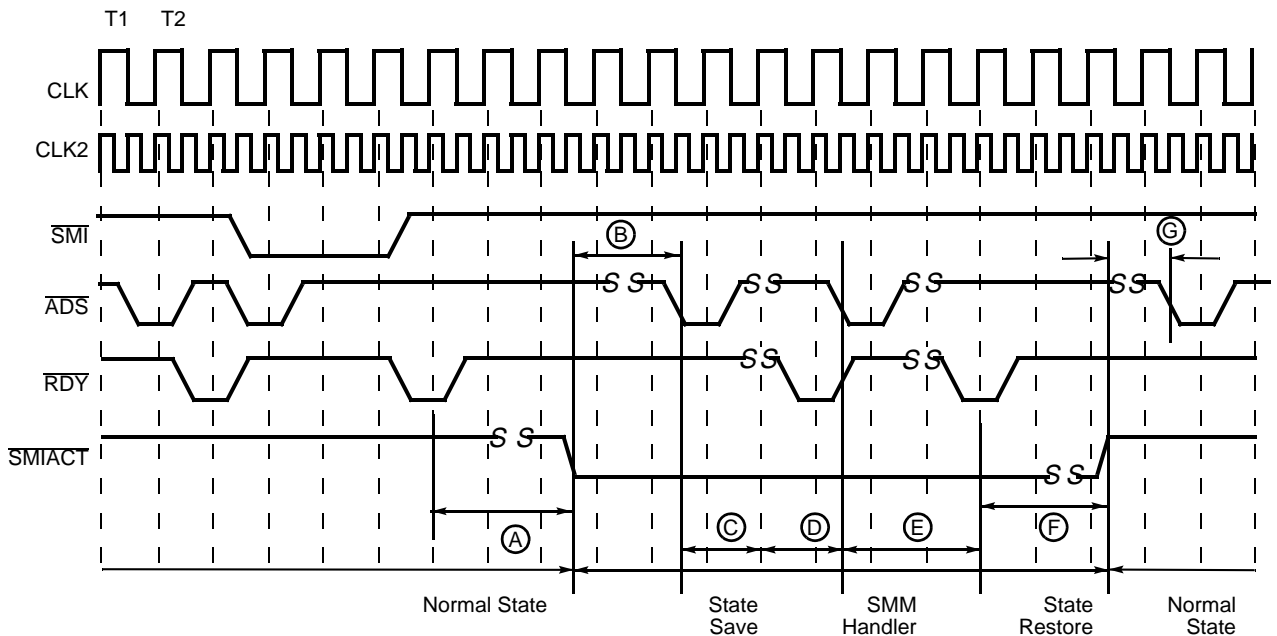 T1 T2
CLK
CLK2
SMI
B
G
ADS
RDY
SMIACT
A
C
D
E
F
Normal State
State
Save
SMM
Handler
State
Restore
Normal
State